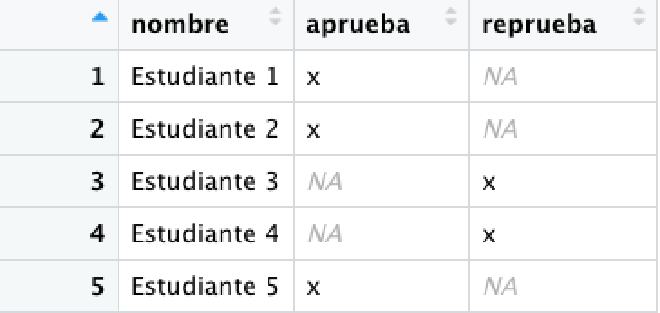 nombre aprueba reprueba
1 Estudiante 1 x NA
2 Estudiante 2 x NA
3 Estudiante 3 NA x
4 Estudiante 4 NA x
5 Estudiante 5 x NA